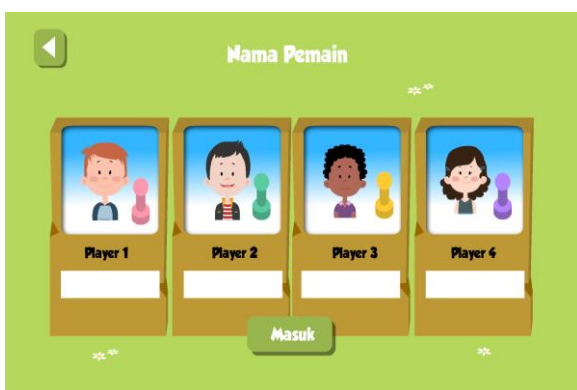 Nama Pemain
Player 1
Player 2
Player 3
Player 4
Masuk